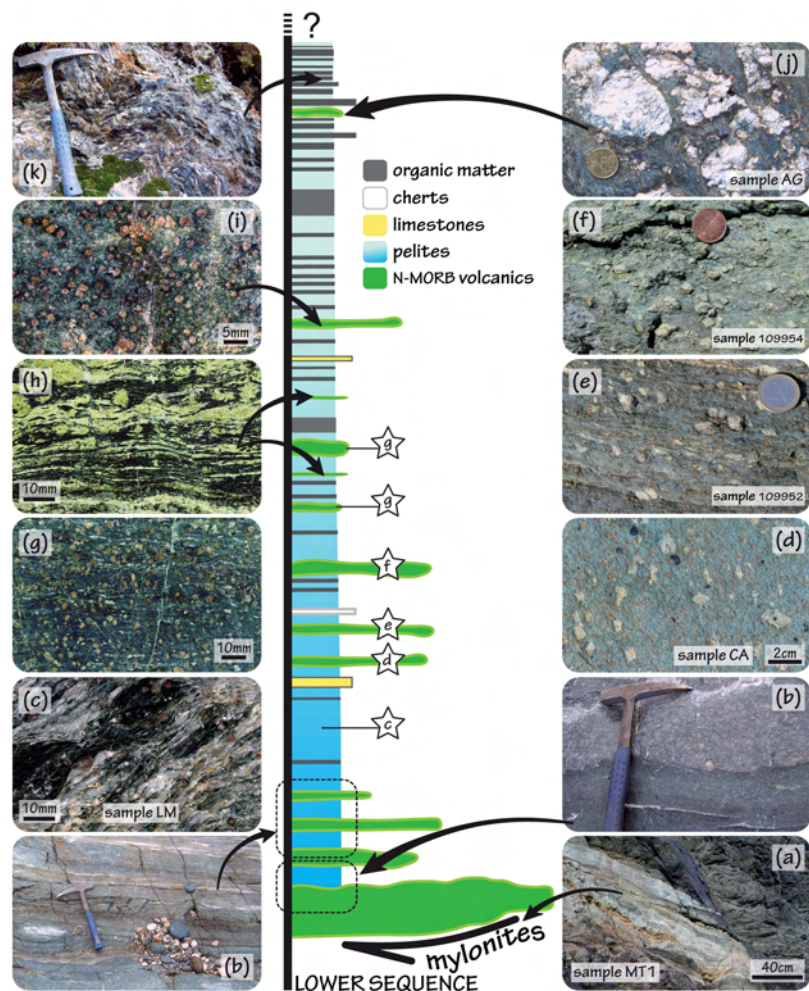 ?
(k)
(j)
sample AG
organic matter
cherts
limestones
pelites
N-MORB volcanics
(i)
5mm
(f)
sample 109954
(h)
10mm
(e)
sample 109952
g
g
(g)
10mm
f
(d)
sample CA
2cm
e
d
(c)
10mm
sample LM
c
(b)
(b)
(a)
sample MT1
40cm
mylonites
LOWER SEQUENCE